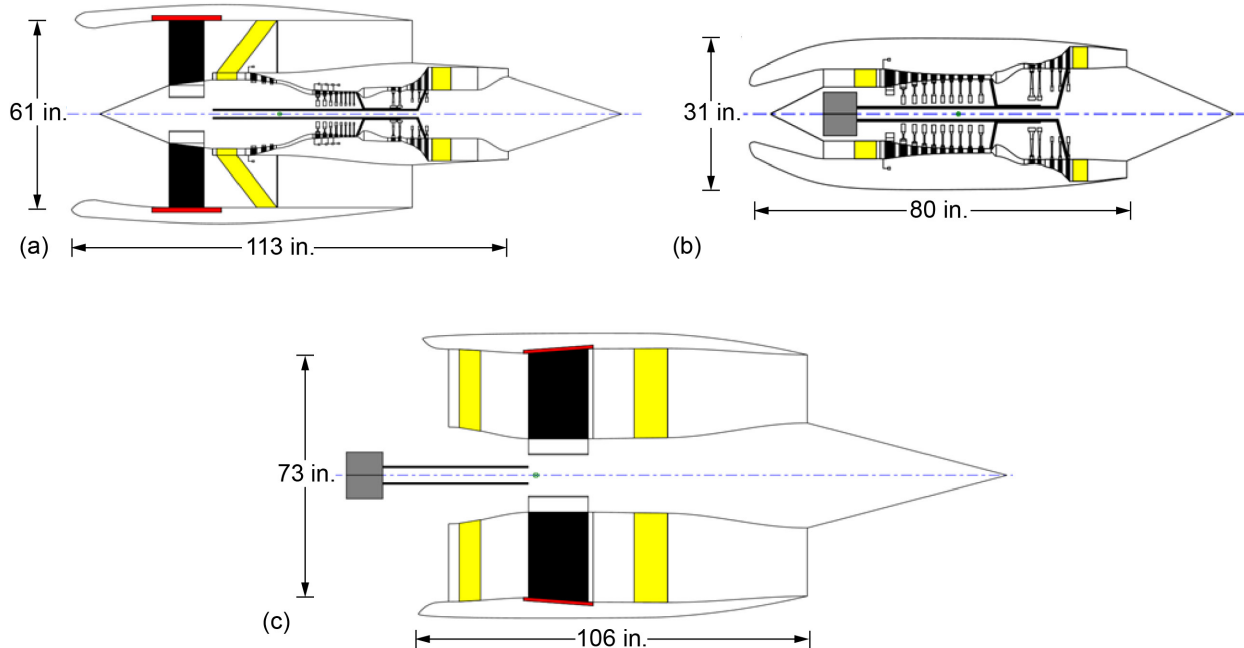 61 in.
(a)
113 in.
31 in.
(b)
80 in.
73 in.
(c)
106 in.